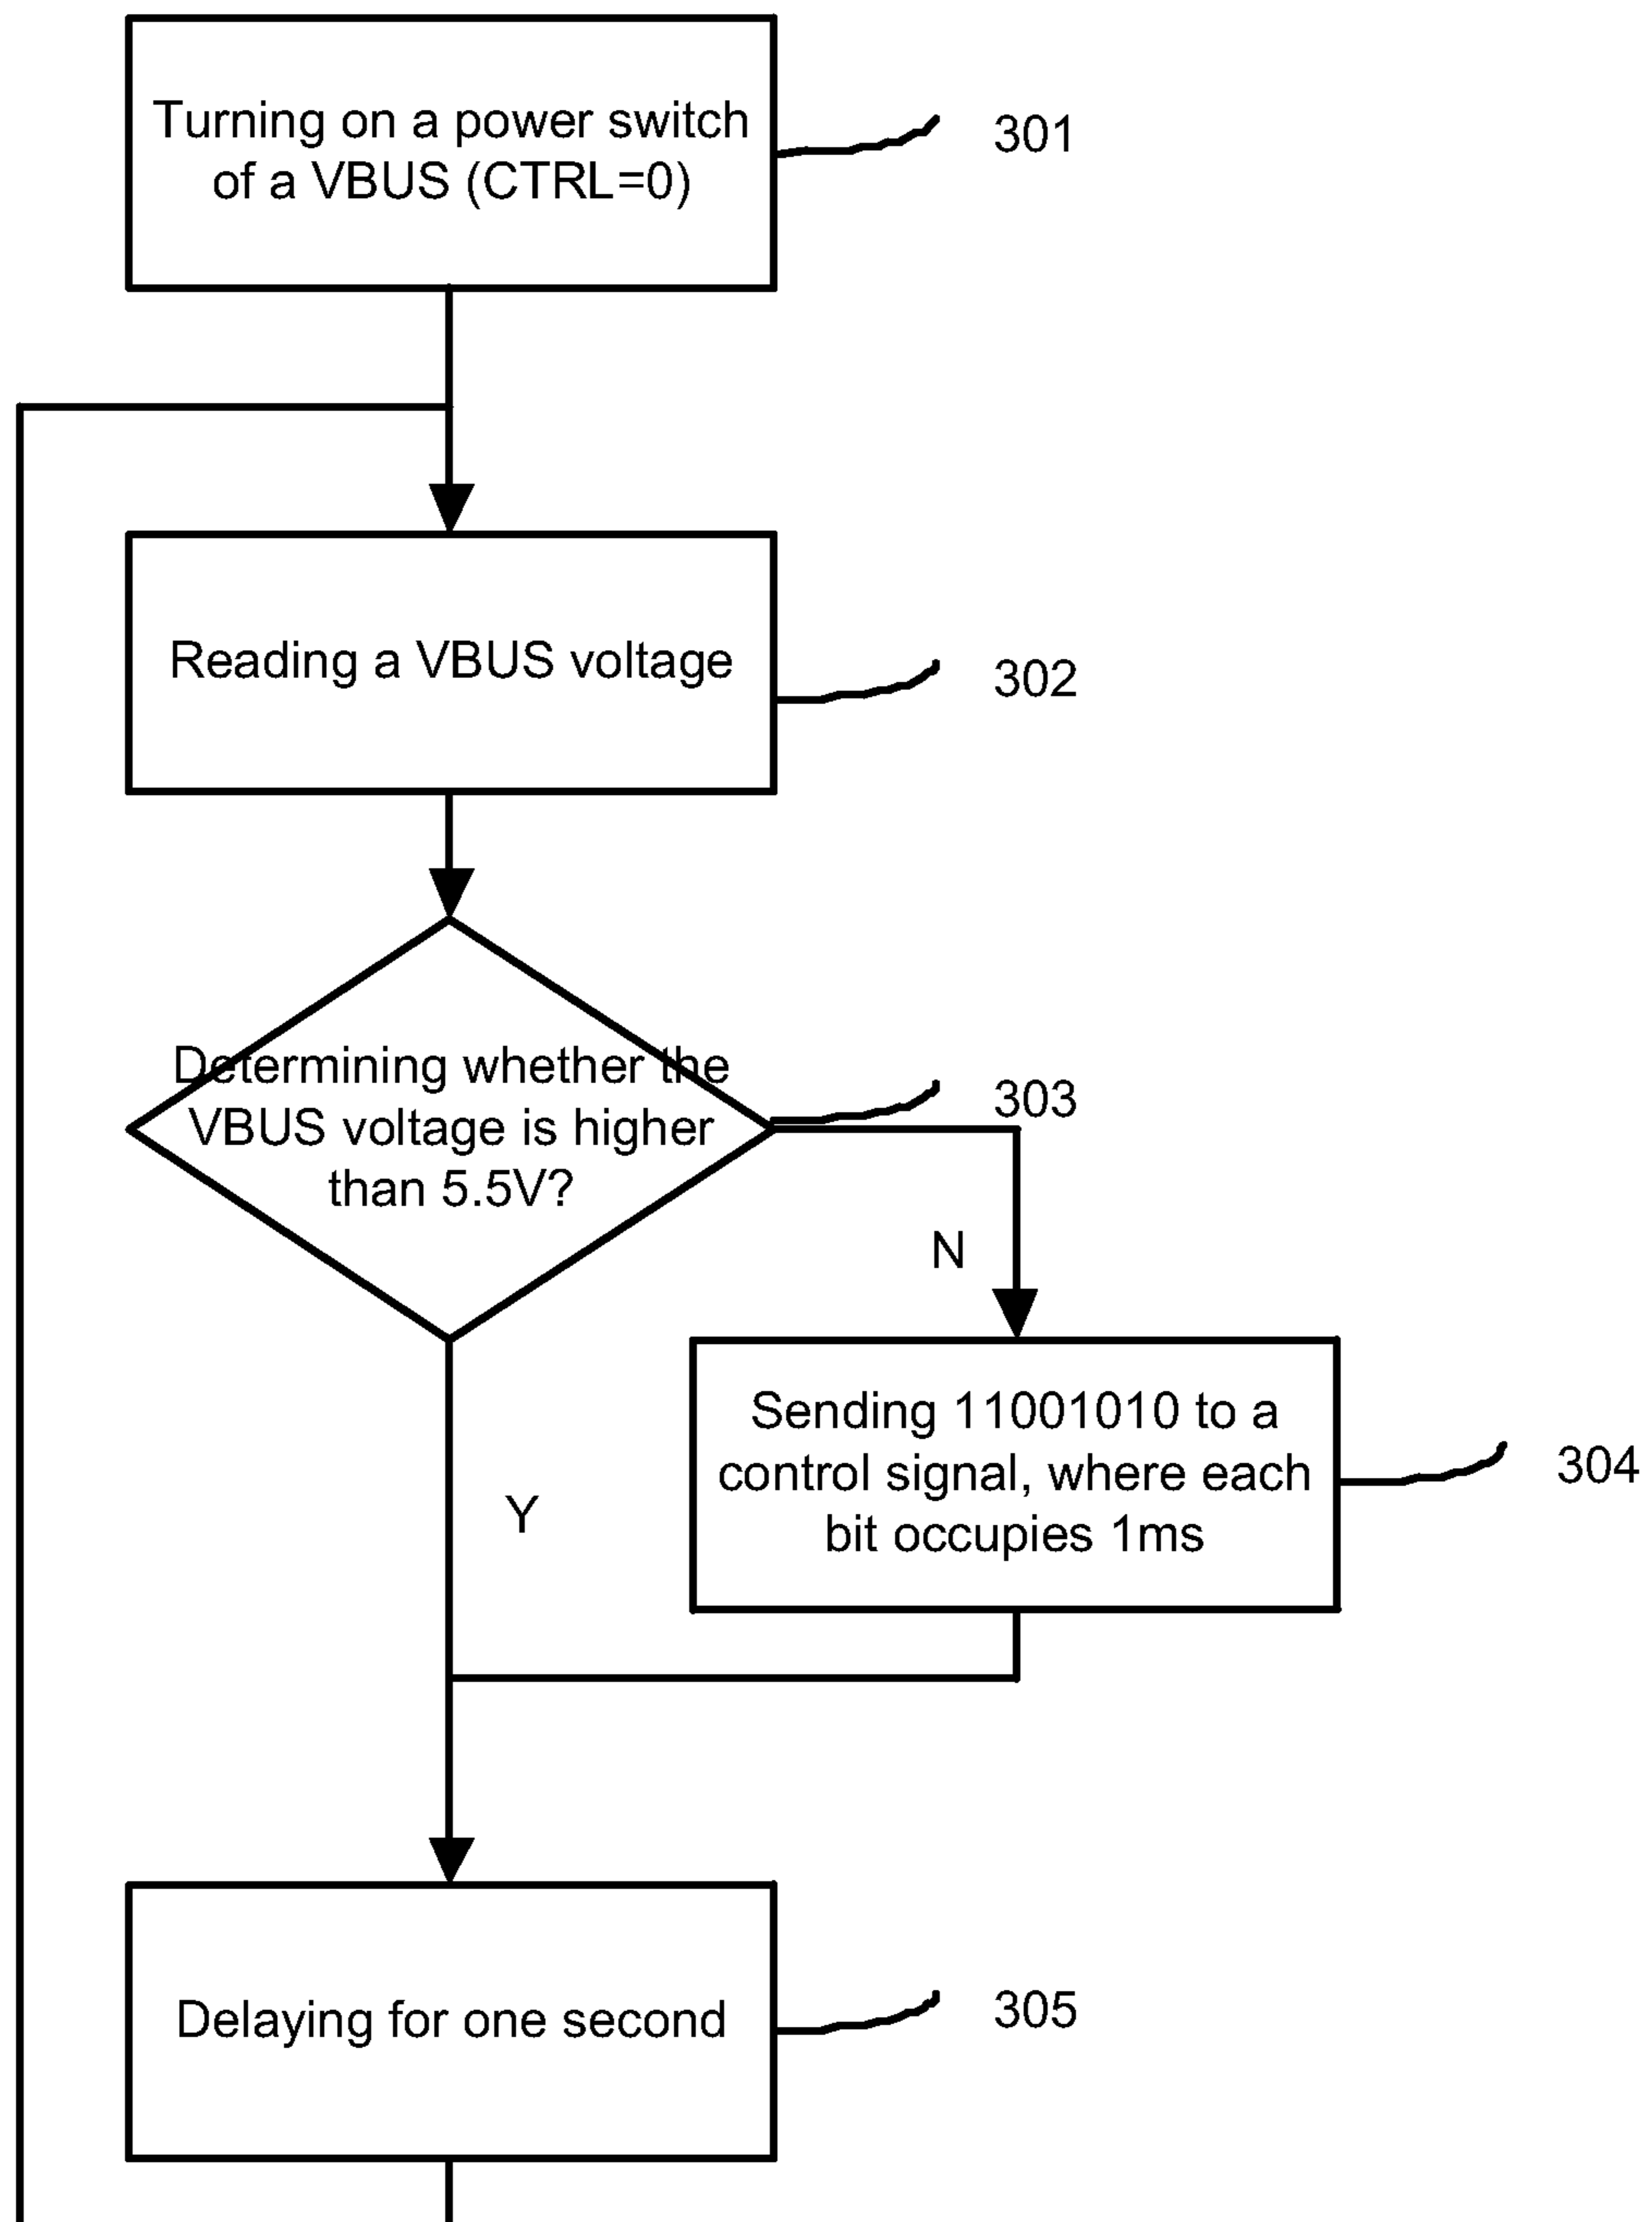 Turning on a power switch
of a VBUS (CTRL=0)
301
Reading a VBUS voltage
302
Determining whether the
VBUS voltage is higher
than 5.5V?
303
N
Sending 11001010 to a
control signal, where each
bit occupies 1ms
304
Y
Delaying for one second
305